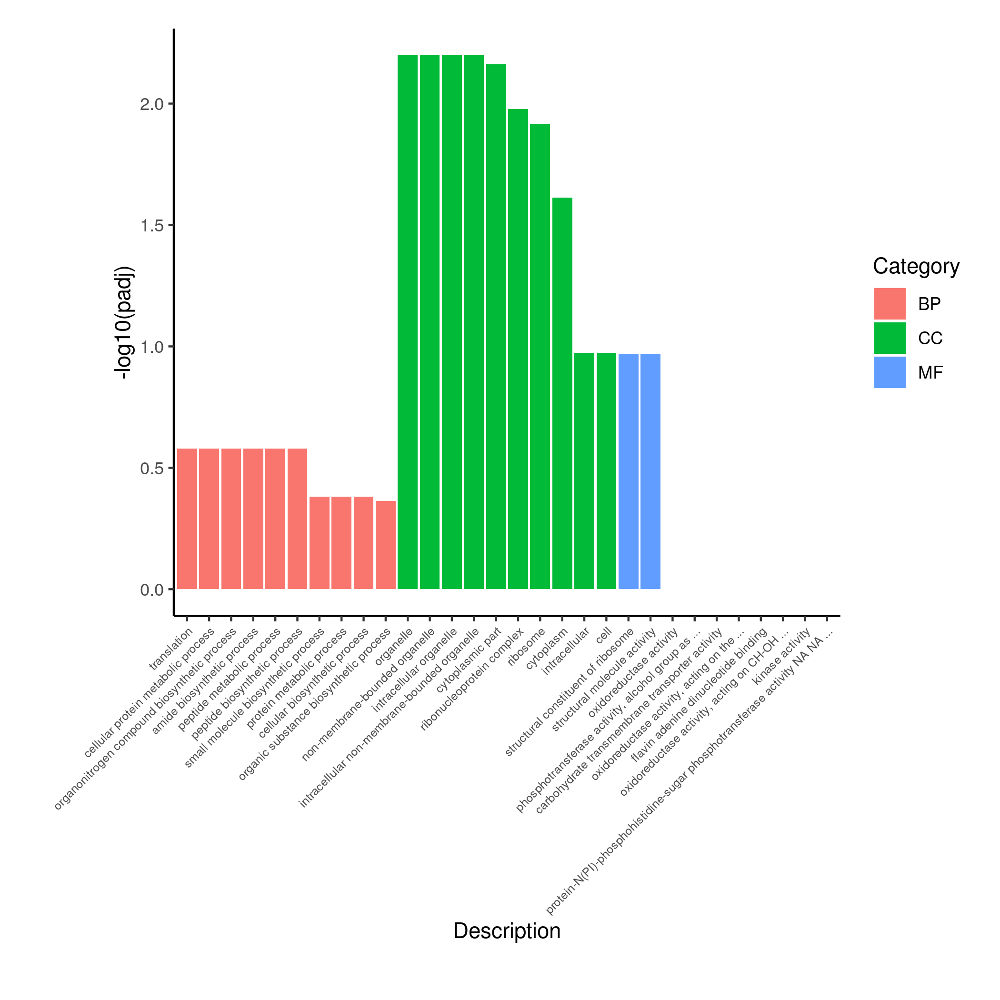 -log10(padj)
2.0
1.5
1.0
0.5
0.0
translation
cellular protein metabolic process
organonitrogen compound biosynthetic process
amide biosynthetic process
peptide metabolic process
peptide biosynthetic process
small molecule biosynthetic process
protein metabolic process
cellular biosynthetic process
organic substance biosynthetic process
organelle
non-membrane-bounded organelle
intracellular organelle
intracellular non-membrane-bounded organelle
cytoplasmic part
ribonucleoprotein complex
ribosome
cytoplasm
intracellular
cell
structural constituent of ribosome
structural molecule activity
oxidoreductase activity
phosphotransferase activity, alcohol group as ...
carbohydrate transmembrane transporter activity
oxidoreductase activity, acting on the ...
flavin adenine dinucleotide binding
oxidoreductase activity, acting on CH-OH ...
kinase activity
protein-N(PI)-phosphohistidine-sugar phosphotransferase activity NA NA ...
Description
Category
BP
CC
MF